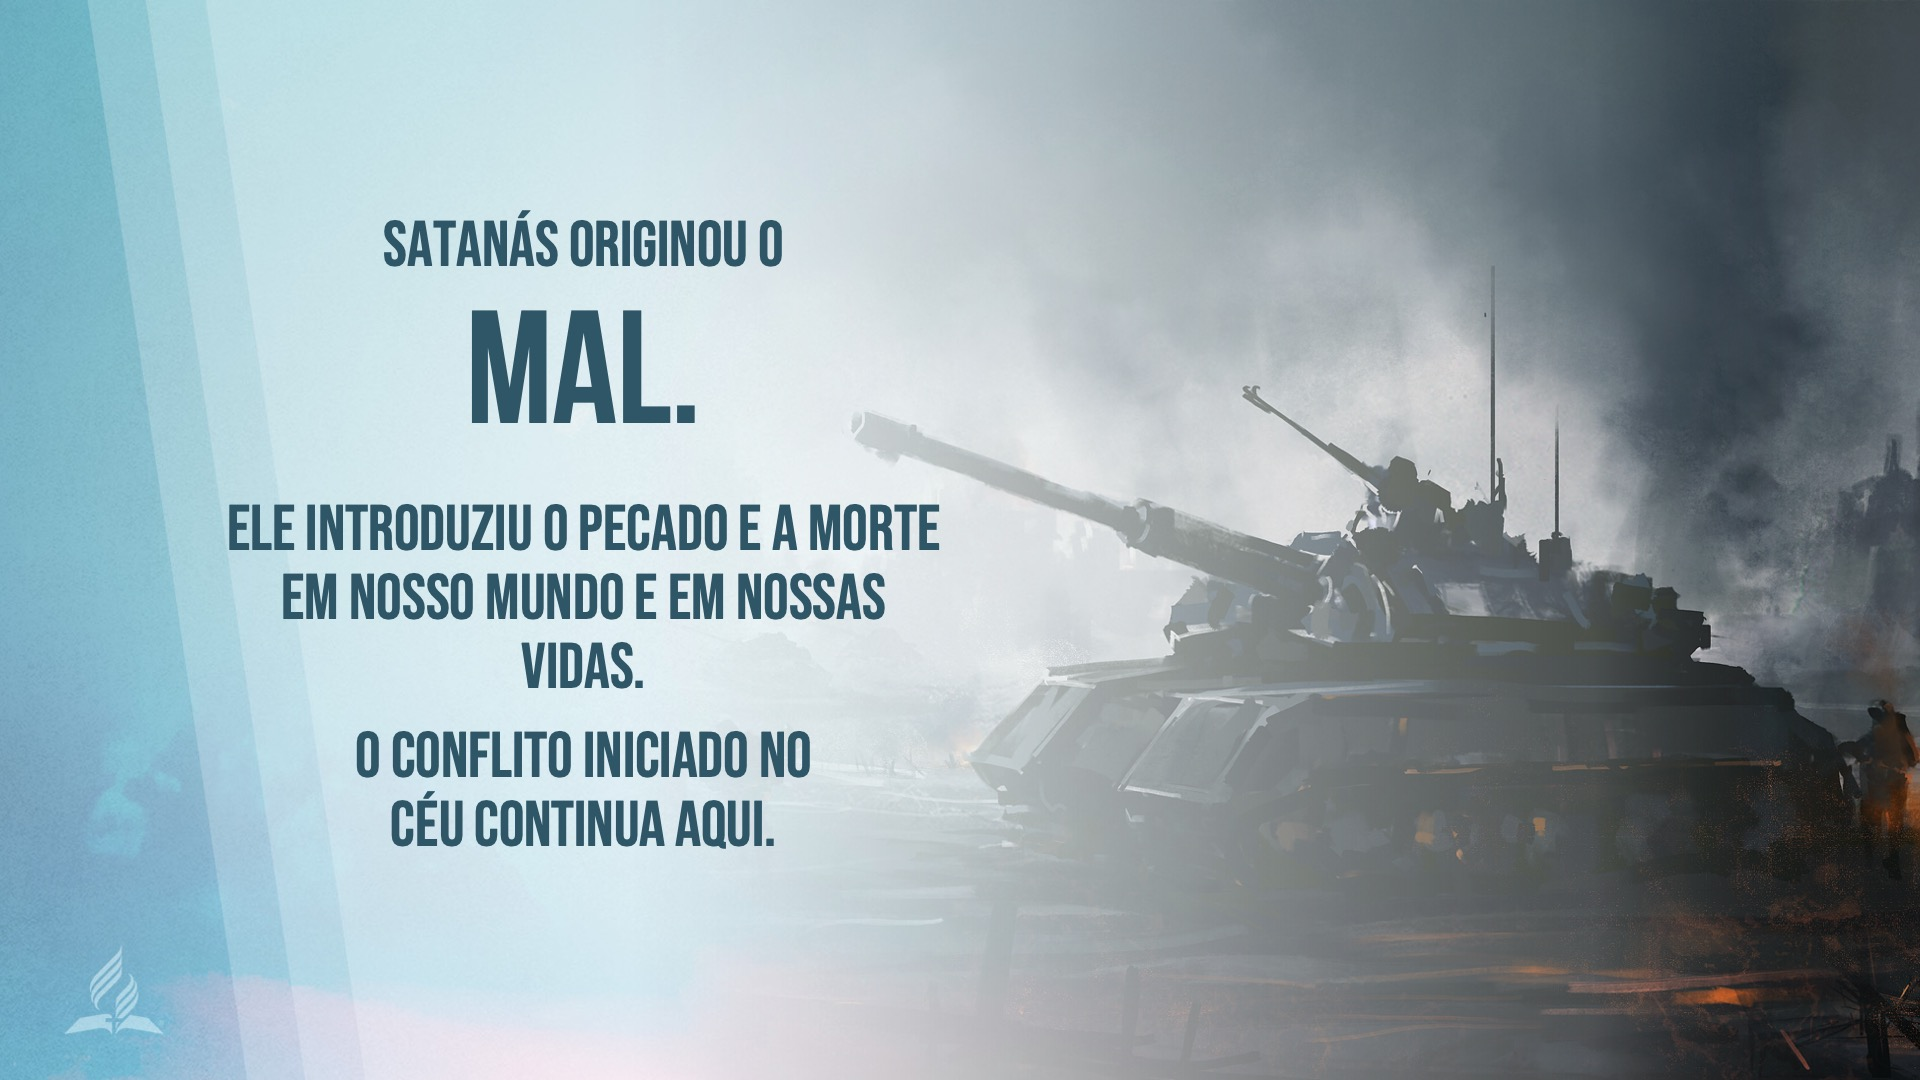 SATANÁS ORIGINOU O
MAL.
ELE INTRODUZIU O PECADO E A MORTE
EM NOSSO MUNDO E EM NOSSAS
VIDAS.
O CONFLITO INICIADO NO
CÉU CONTINUA AQUI.